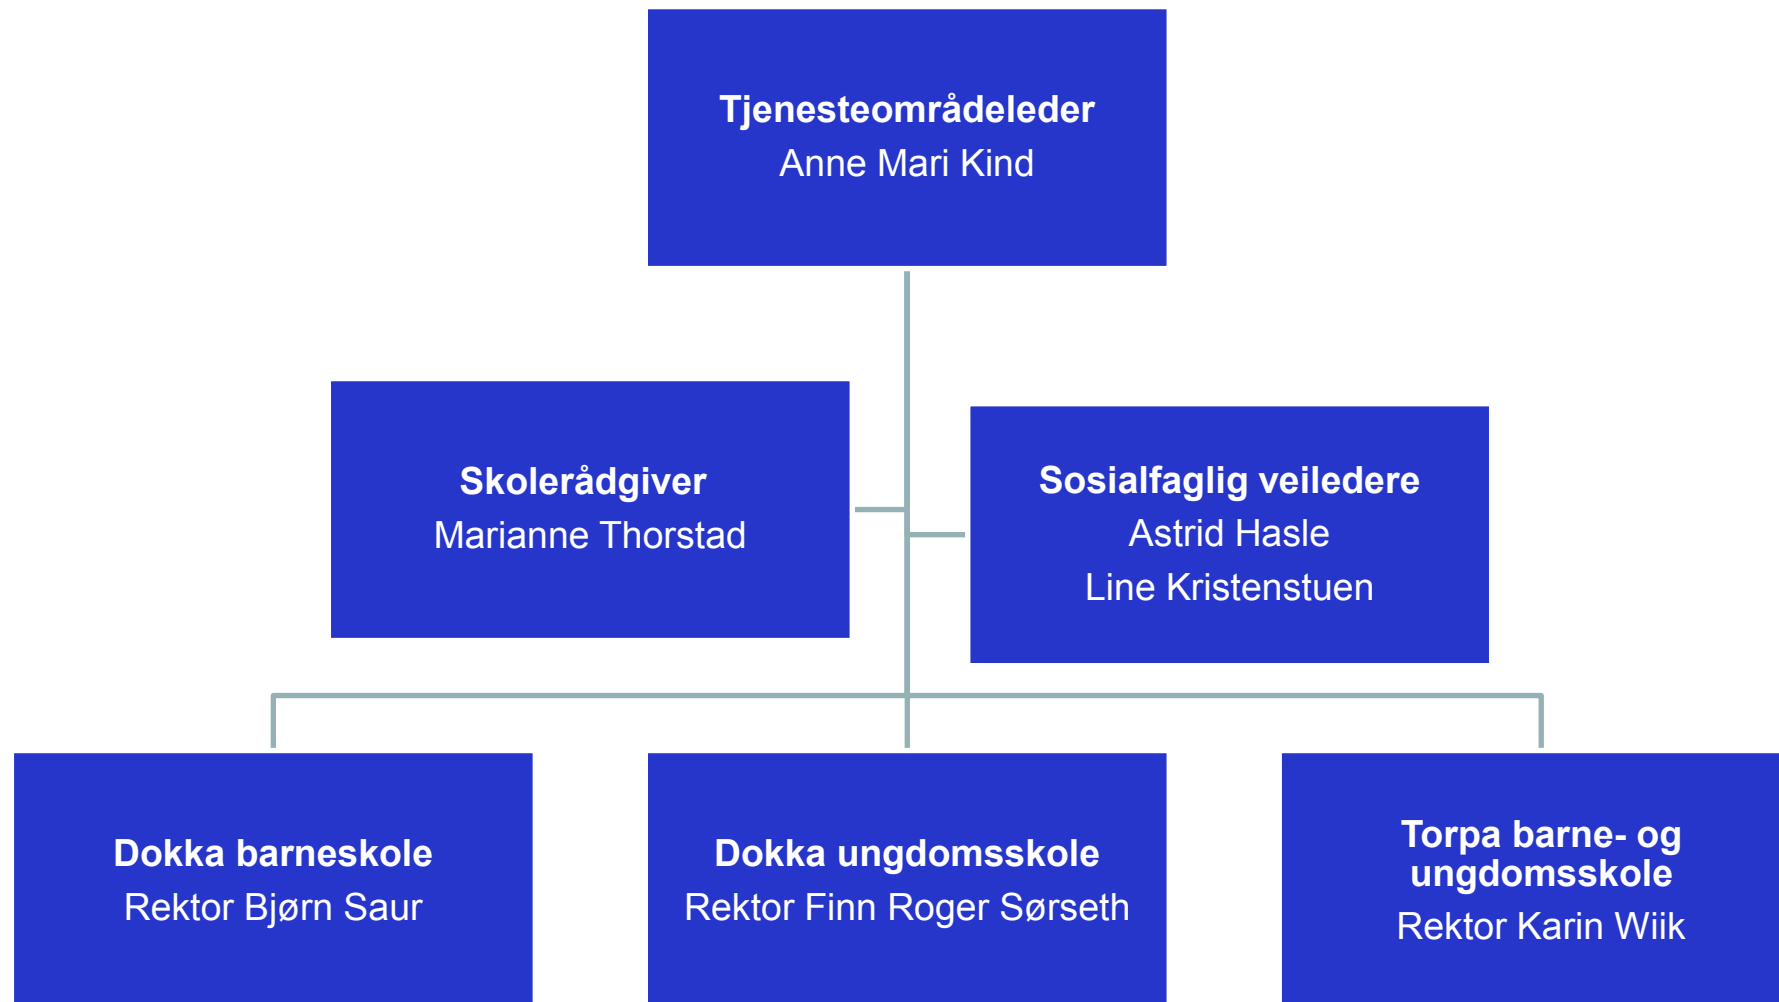 Tjenesteområdeleder
Anne Mari Kind
Skolerådgiver
Marianne Thorstad
Sosialfaglig veiledere
Astrid Hasle
Line Kristenstuen
Dokka barneskole
Rektor Bjørn Saur
Dokka ungdomsskole
Rektor Finn Roger Sørseth
Torpa barne- og
ungdomsskole
Rektor Karin Wiik